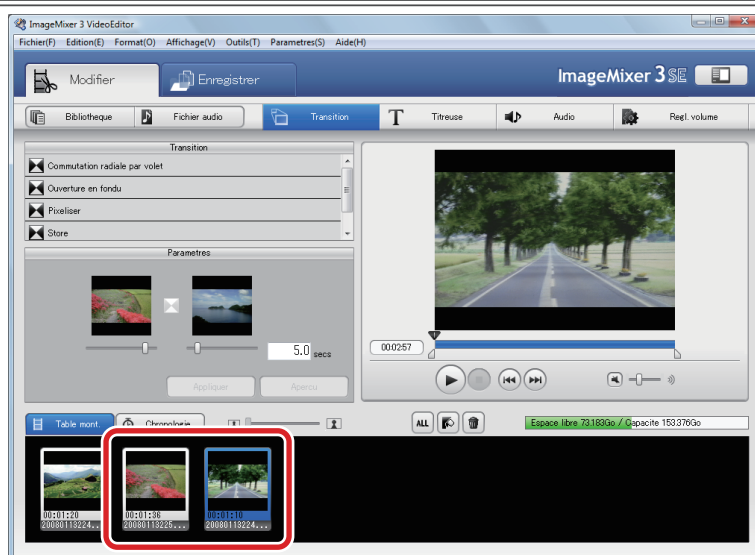 ImageMixer 3 VideoEditor
Fichier(F) Edition(E) Format(O) Affichage(V) Outils(T) Parametres(S) Aide(H)
Modifier
Enregistrer
ImageMixer 3 SE
Bibliotheque
Fichier audio
Transition
T Titreuse
Audio
Regl. volume
Transition
Commutation radiale par volet
Ouverture en fondu
Pixeliser
Store
Parametres
5.0 secs
Appliquer
Apercu
00:02:57
Table mont.
Chronologie
ALL
Espace libre 73.183Go / Capacite 153.376Go
00:01:20
20080113224...
00:01:36
20080113225...
00:01:10
20080113224...